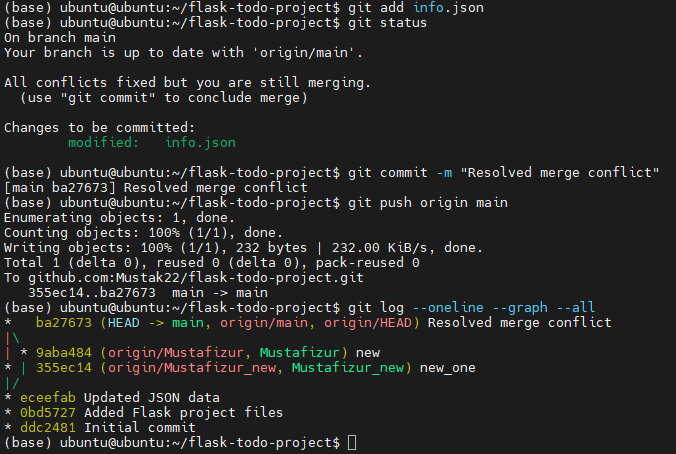 (base) ubuntu@ubuntu:~/flask-todo-project$ git add info.json
(base) ubuntu@ubuntu:~/flask-todo-project$ git status
On branch main
Your branch is up to date with 'origin/main'.

All conflicts fixed but you are still merging.
  (use "git commit" to conclude merge)

Changes to be committed:
        modified:   info.json

(base) ubuntu@ubuntu:~/flask-todo-project$ git commit -m "Resolved merge conflict"
[main ba27673] Resolved merge conflict
(base) ubuntu@ubuntu:~/flask-todo-project$ git push origin main
Enumerating objects: 1, done.
Counting objects: 100% (1/1), done.
Writing objects: 100% (1/1), 232 bytes | 232.00 KiB/s, done.
Total 1 (delta 0), reused 0 (delta 0), pack-reused 0
To github.com:Mustak22/flask-todo-project.git
   355ec14..ba27673  main -> main
(base) ubuntu@ubuntu:~/flask-todo-project$ git log --oneline --graph --all
*   ba27673 (HEAD -> main, origin/main, origin/HEAD) Resolved merge conflict
|\
| * 9aba484 (origin/Mustafizur, Mustafizur) new
* | 355ec14 (origin/Mustafizur_new, Mustafizur_new) new_one
|/
* eceefab Updated JSON data
* 0bd5727 Added Flask project files
* ddc2481 Initial commit
(base) ubuntu@ubuntu:~/flask-todo-project$